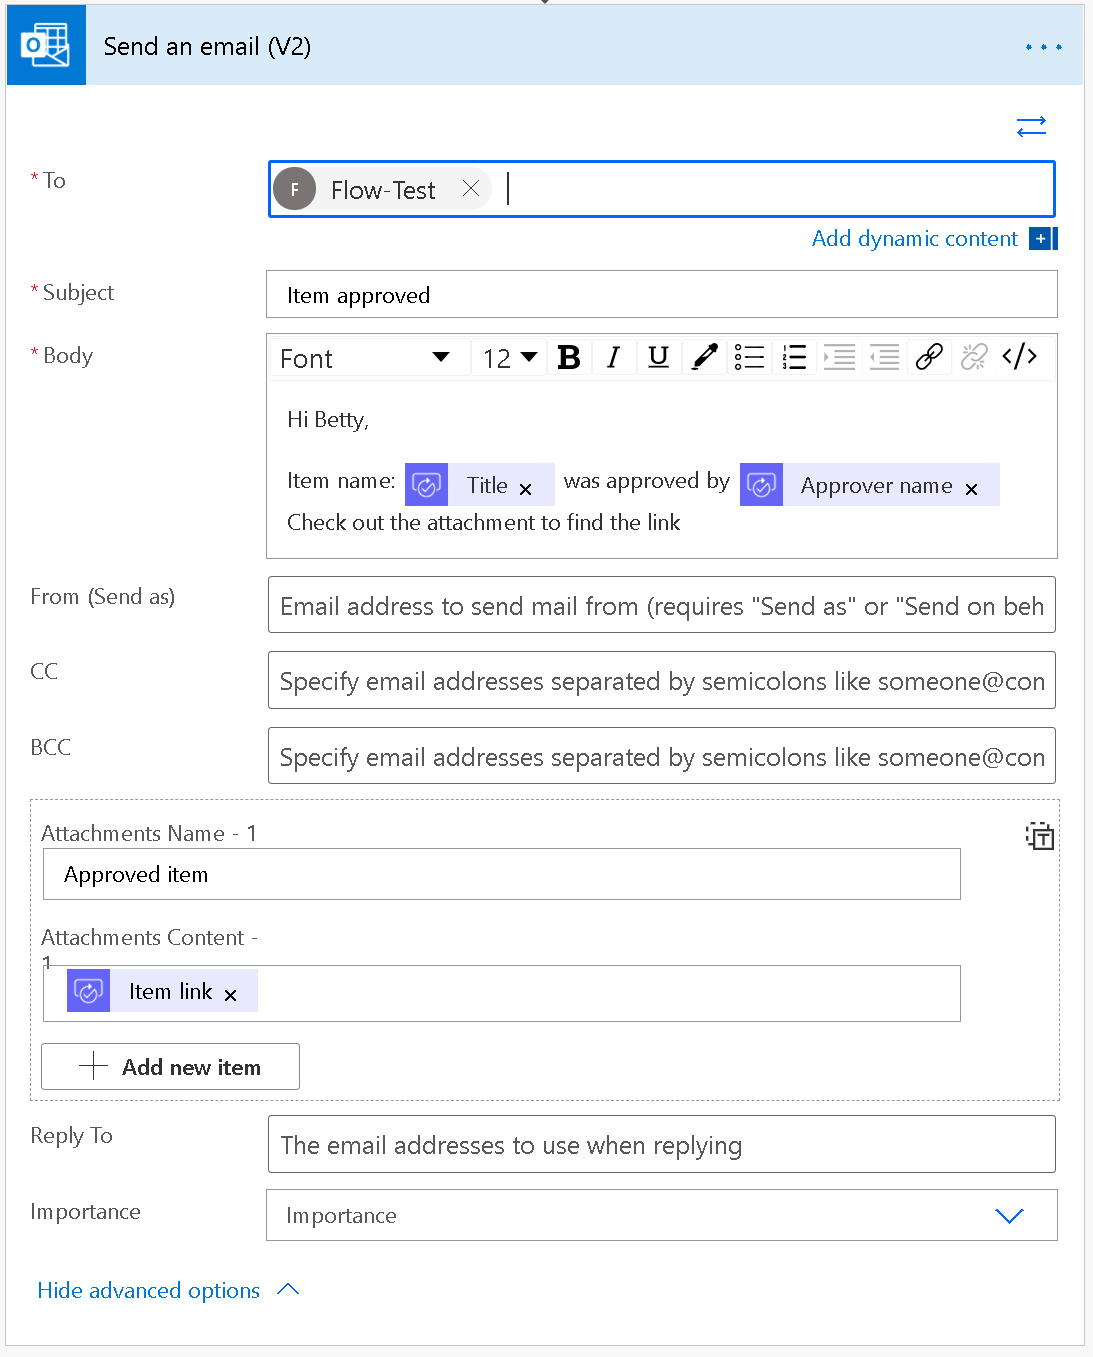 Send an email (V2)
* To
F Flow-Test
Add dynamic content
* Subject
Item approved
* Body
Font 12 B I U
Hi Betty,
Item name: Title × was approved by Approver name ×
Check out the attachment to find the link
From (Send as)
Email address to send mail from (requires "Send as" or "Send on beh
CC
Specify email addresses separated by semicolons like someone@con
BCC
Specify email addresses separated by semicolons like someone@con
Attachments Name - 1
Approved item
Attachments Content -
1
Item link ×
Add new item
Reply To
The email addresses to use when replying
Importance
Importance
Hide advanced options